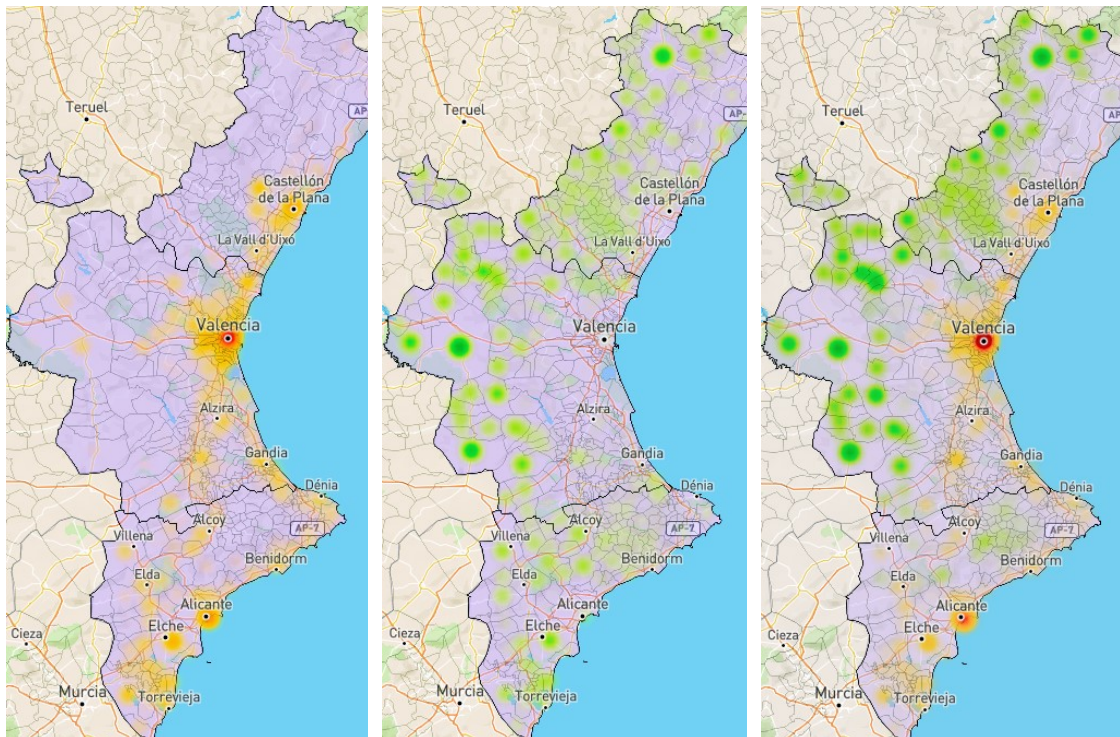 Teruel
AP-
Castellón
de la Plana
La Vall d'Uixó
Valencia
Alzira
Gandia
Dénia
Alcoy
AP-7
Villena
Benidorm
Elda
Alicante
Elche
Cieza
Murcia
Torrevieja
Teruel
AP-
Castellón
de la Plana
La Vall d'Uixó
Valencia
Alzira
Gandia
Dénia
Alcoy
AP-7
Villena
Benidorm
Elda
Alicante
Elche
Cieza
Murcia
Torrevieja
Teruel
AP-
Castellón
de la Plana
La Vall d'Uixó
Valencia
Alzira
Gandia
Dénia
Alcoy
AP-7
Villena
Benidorm
Elda
Alicante
Elche
Cieza
Murcia
Torrevieja